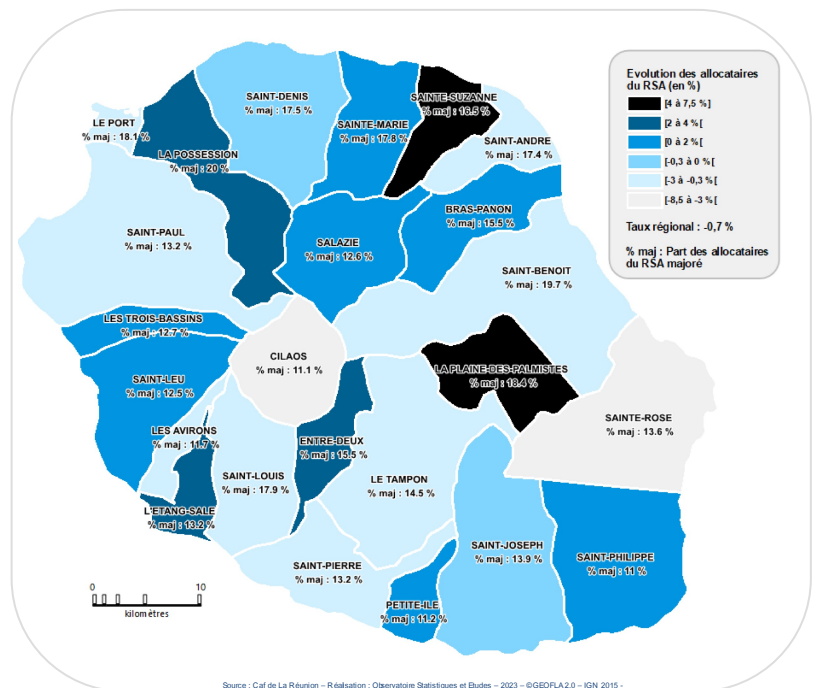 Evolution des allocataires
du RSA (en %)
[4 à 7,5 %]
[2 à 4 %[
[0 à 2 %[
[-0,3 à 0 %[
[-3 à -0,3 %[
[-8,5 à -3 %[
Taux régional : -0,7 %
% maj : Part des allocataires
du RSA majoré
SAINT-DENIS
% maj : 17.5 %
SAINTE-MARIE
% maj : 17.8 %
SAINTE-SUZANNE
% maj : 16.5 %
LE PORT
% maj : 18.1 %
LA POSSESSION
% maj : 20 %
SAINT-ANDRE
% maj : 17.4 %
BRAS-PANON
% maj : 15.5 %
SAINT-PAUL
% maj : 13.2 %
SALAZIE
% maj : 12.6 %
SAINT-BENOIT
% maj : 19.7 %
LES TROIS-BASSINS
% maj : 12.7 %
CILAOS
% maj : 11.1 %
LA PLAINE-DES-PALMISTES
% maj : 18.4 %
SAINT-LEU
% maj : 12.5 %
SAINTE-ROSE
% maj : 13.6 %
LES AVIRONS
% maj : 11.7 %
ENTRE-DEUX
% maj : 15.5 %
SAINT-LOUIS
% maj : 17.9 %
LE TAMPON
% maj : 14.5 %
L'ETANG-SALE
% maj : 13.2 %
SAINT-JOSEPH
% maj : 13.9 %
SAINT-PHILIPPE
% maj : 11 %
SAINT-PIERRE
% maj : 13.2 %
PETITE-ILE
% maj : 11.2 %
0 10
kilomètres
Source : Caf de La Réunion – Réalisation : Observatoire Statistiques et Etudes – 2023 – ©GEOFLA 2.0 – IGN 2015 -